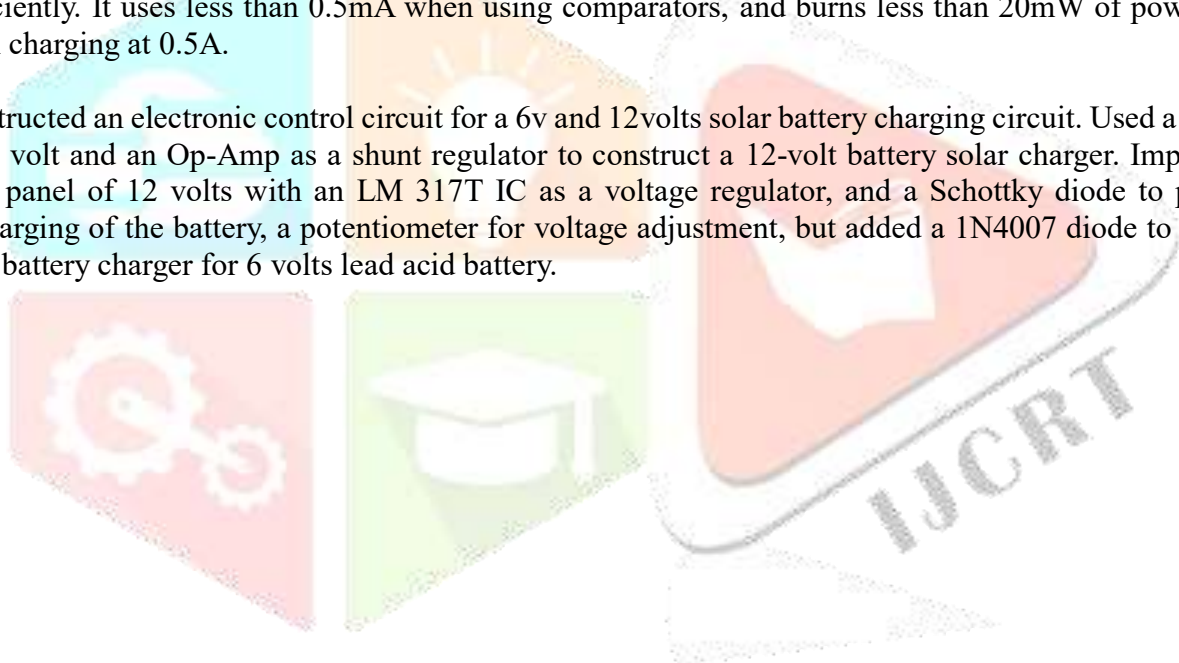 ciently. It uses less than 0.5mA when using comparators, and burns less than 20mW of pow
charging at 0.5A.
tructed an electronic control circuit for a 6v and 12volts solar battery charging circuit. Used a
volt and an Op-Amp as a shunt regulator to construct a 12-volt battery solar charger. Imp
panel of 12 volts with an LM 317T IC as a voltage regulator, and a Schottky diode to p
arging of the battery, a potentiometer for voltage adjustment, but added a 1N4007 diode to
battery charger for 6 volts lead acid battery.
IJCRT